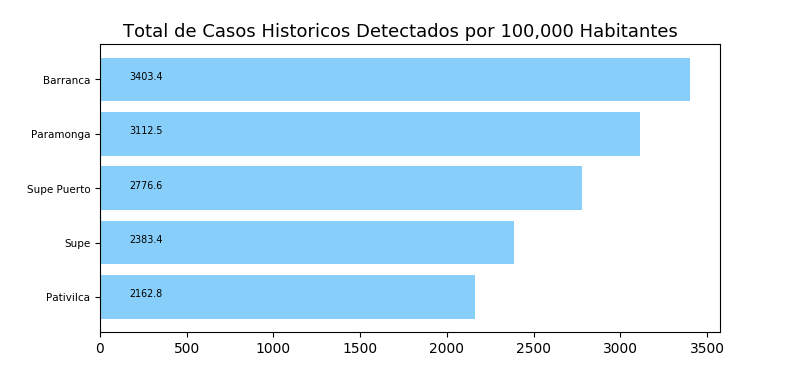 Total de Casos Historicos Detectados por 100,000 Habitantes
Barranca 3403.4
Paramonga 3112.5
Supe Puerto 2776.6
Supe 2383.4
Pativilca 2162.8
0 500 1000 1500 2000 2500 3000 3500